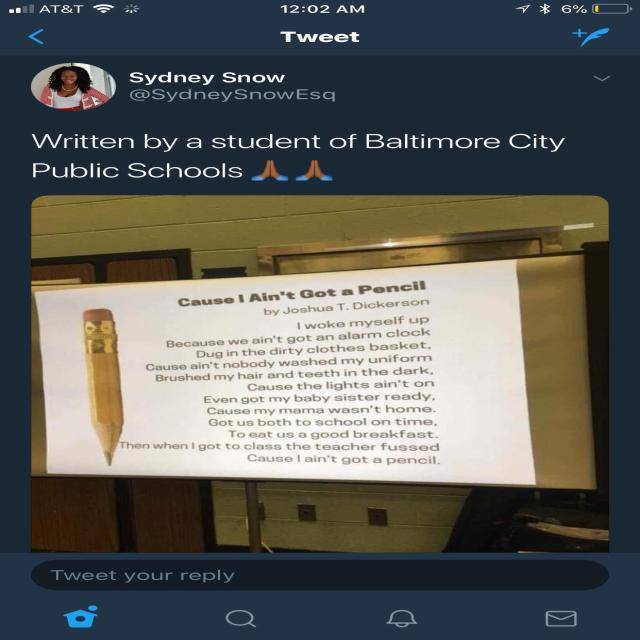 AT&T 12:02 AM 6%
Tweet
Sydney Snow
@SydneySnowEsq
Written by a student of Baltimore City
Public Schools 🙏🏾 🙏🏾
Cause I Ain't Got a Pencil
by Joshua T. Dickerson
I woke myself up
Because we ain't got an alarm clock
Dug in the dirty clothes basket,
Cause ain't nobody washed my uniform
Brushed my hair and teeth in the dark,
Cause the lights ain't on
Even got my baby sister ready,
Cause my mama wasn't home.
Got us both to school on time,
To eat us a good breakfast.
Then when I got to class the teacher fussed
Cause I ain't got a pencil.
Tweet your reply